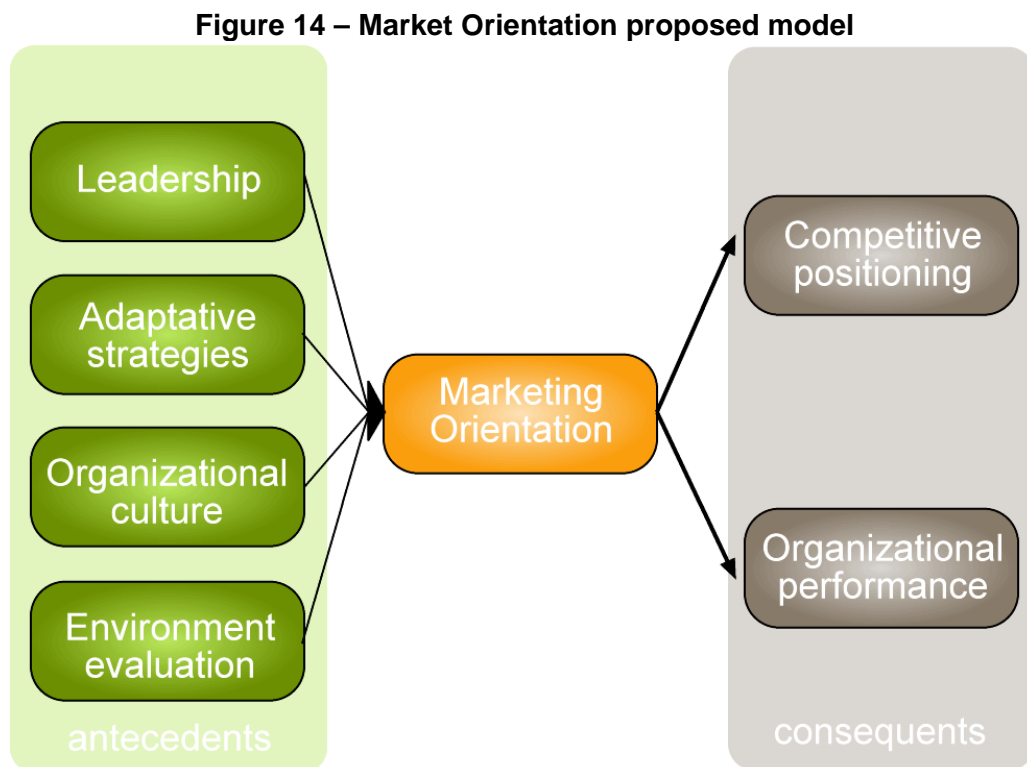 Figure 14 – Market Orientation proposed model
Leadership
Adaptative
strategies
Organizational
culture
Environment
evaluation
antecedents
Marketing
Orientation
Competitive
positioning
Organizational
performance
consequents